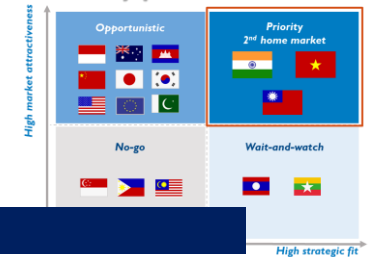 High market attractiveness
Opportunistic
Priority
2nd home market
No-go
Wait-and-watch
High strategic fit